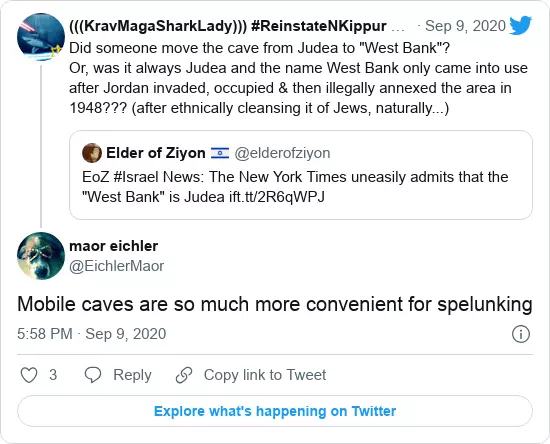 (((KravMagaSharkLady))) #ReinstateNKippur ... · Sep 9, 2020
Did someone move the cave from Judea to "West Bank"?
Or, was it always Judea and the name West Bank only came into use
after Jordan invaded, occupied & then illegally annexed the area in
1948??? (after ethnically cleansing it of Jews, naturally...)
Elder of Ziyon @elderofziyon
EoZ #Israel News: The New York Times uneasily admits that the
"West Bank" is Judea ift.tt/2R6qWPJ
maor eichler
@EichlerMaor
Mobile caves are so much more convenient for spelunking
5:58 PM · Sep 9, 2020
3 Reply Copy link to Tweet
Explore what's happening on Twitter